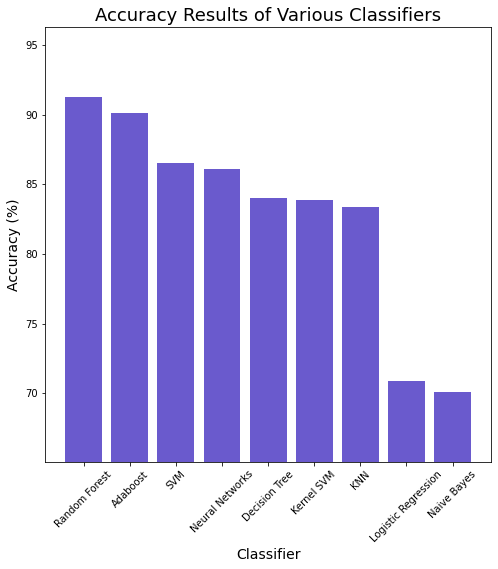 Accuracy Results of Various Classifiers
Accuracy (%)
95
90
85
80
75
70
Random Forest
Adaboost
SVM
Neural Networks
Decision Tree
Kernel SVM
KNN
Logistic Regression
Naive Bayes
Classifier